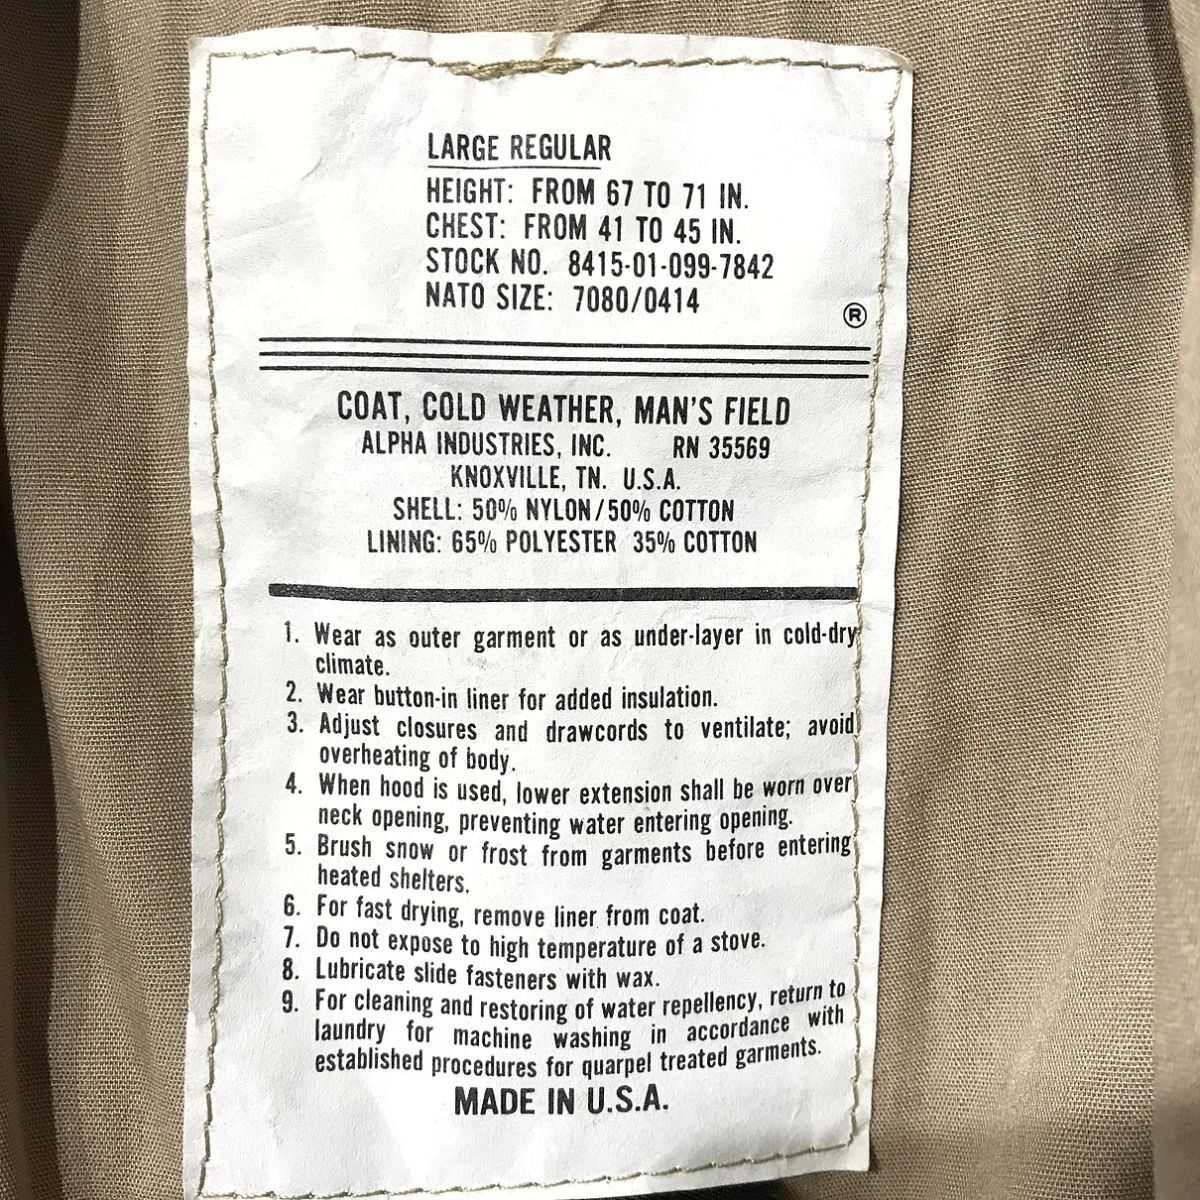 LARGE REGULAR
HEIGHT: FROM 67 TO 71 IN.
CHEST: FROM 41 TO 45 IN.
STOCK NO. 8415-01-099-7842
NATO SIZE: 7080/0414
®
COAT, COLD WEATHER, MAN'S FIELD
ALPHA INDUSTRIES, INC. RN 35569
KNOXVILLE, TN. U.S.A.
SHELL: 50% NYLON/50% COTTON
LINING: 65% POLYESTER 35% COTTON
1. Wear as outer garment or as under-layer in cold-dry
climate.
2. Wear button-in liner for added insulation.
3. Adjust closures and drawcords to ventilate; avoid
overheating of body.
4. When hood is used, lower extension shall be worn over
neck opening, preventing water entering opening.
5. Brush snow or frost from garments before entering
heated shelters.
6. For fast drying, remove liner from coat.
7. Do not expose to high temperature of a stove.
8. Lubricate slide fasteners with wax.
9. For cleaning and restoring of water repellency, return to
laundry for machine washing in accordance with
established procedures for quarpel treated garments.
MADE IN U.S.A.